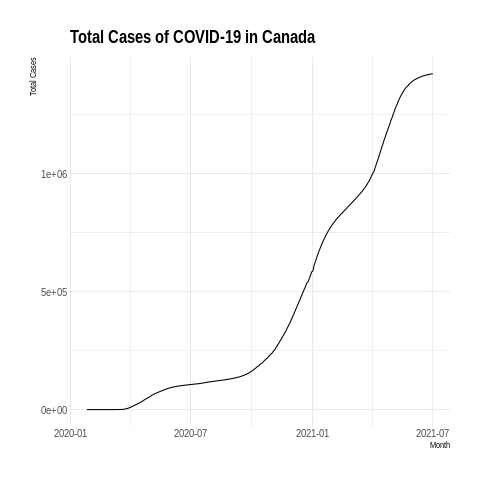 Total Cases of COVID-19 in Canada
Total Cases
1e+06
5e+05
0e+00
2020-01 2020-07 2021-01 2021-07
Month